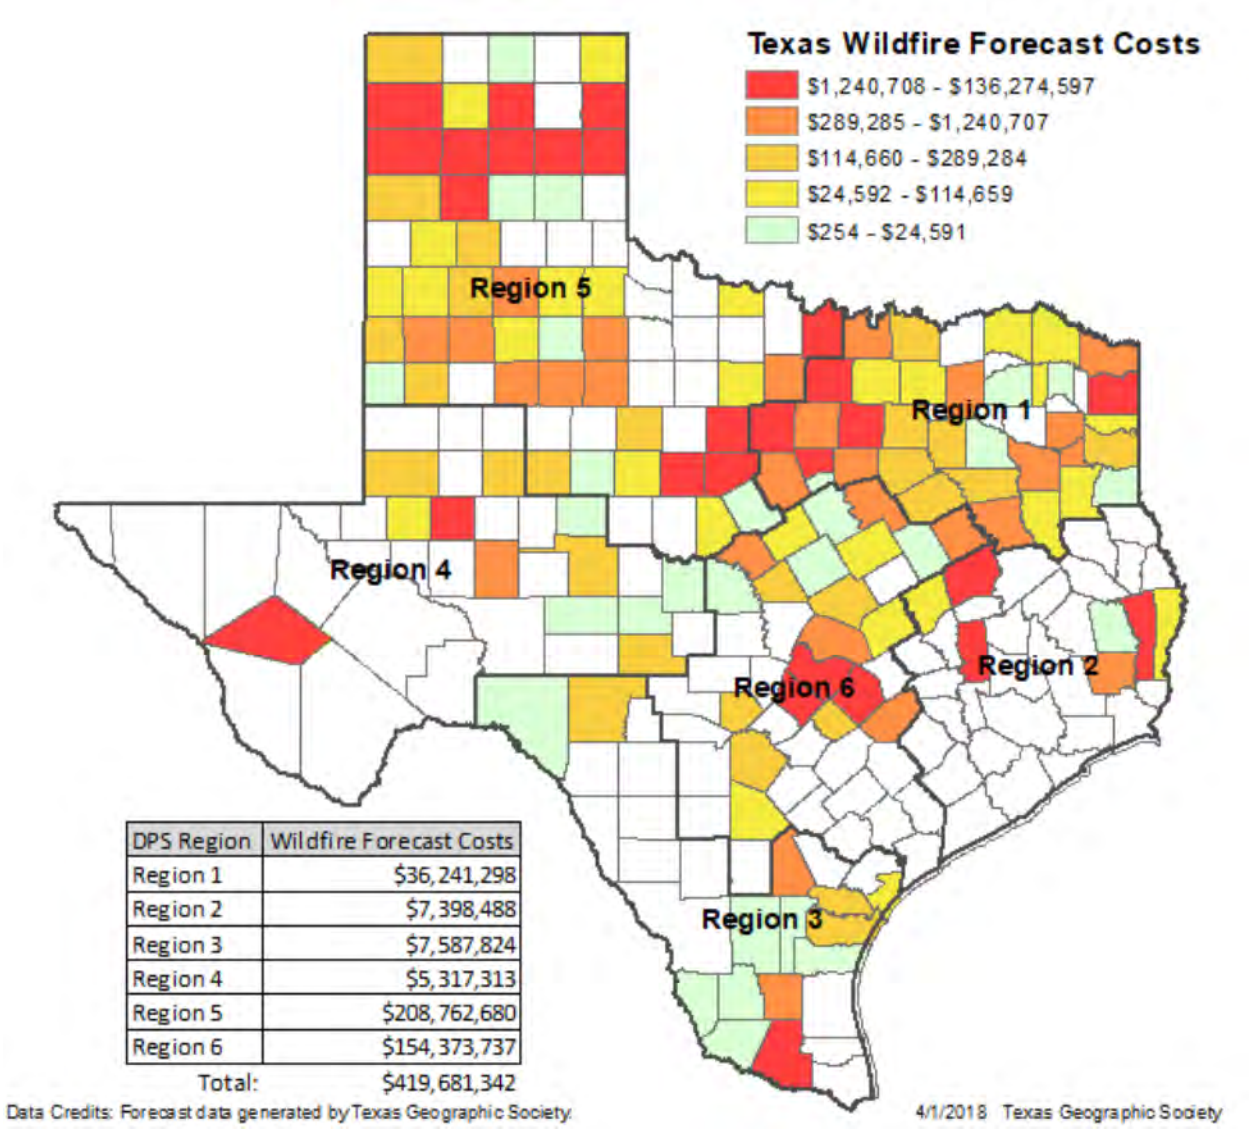 Texas Wildfire Forecast Costs
$1,240,708 - $136,274,597
$289,285 - $1,240,707
$114,660 - $289,284
$24,592 - $114,659
$254 - $24,591
Region 5
Region 1
Region 4
Region 2
Region 6
Region 3
DPS Region Wildfire Forecast Costs
Region 1 $36,241,298
Region 2 $7,398,488
Region 3 $7,587,824
Region 4 $5,317,313
Region 5 $208,762,680
Region 6 $154,373,737
Total: $419,681,342
Data Credits: Forecast data generated by Texas Geographic Society.
4/1/2018 Texas Geographic Society